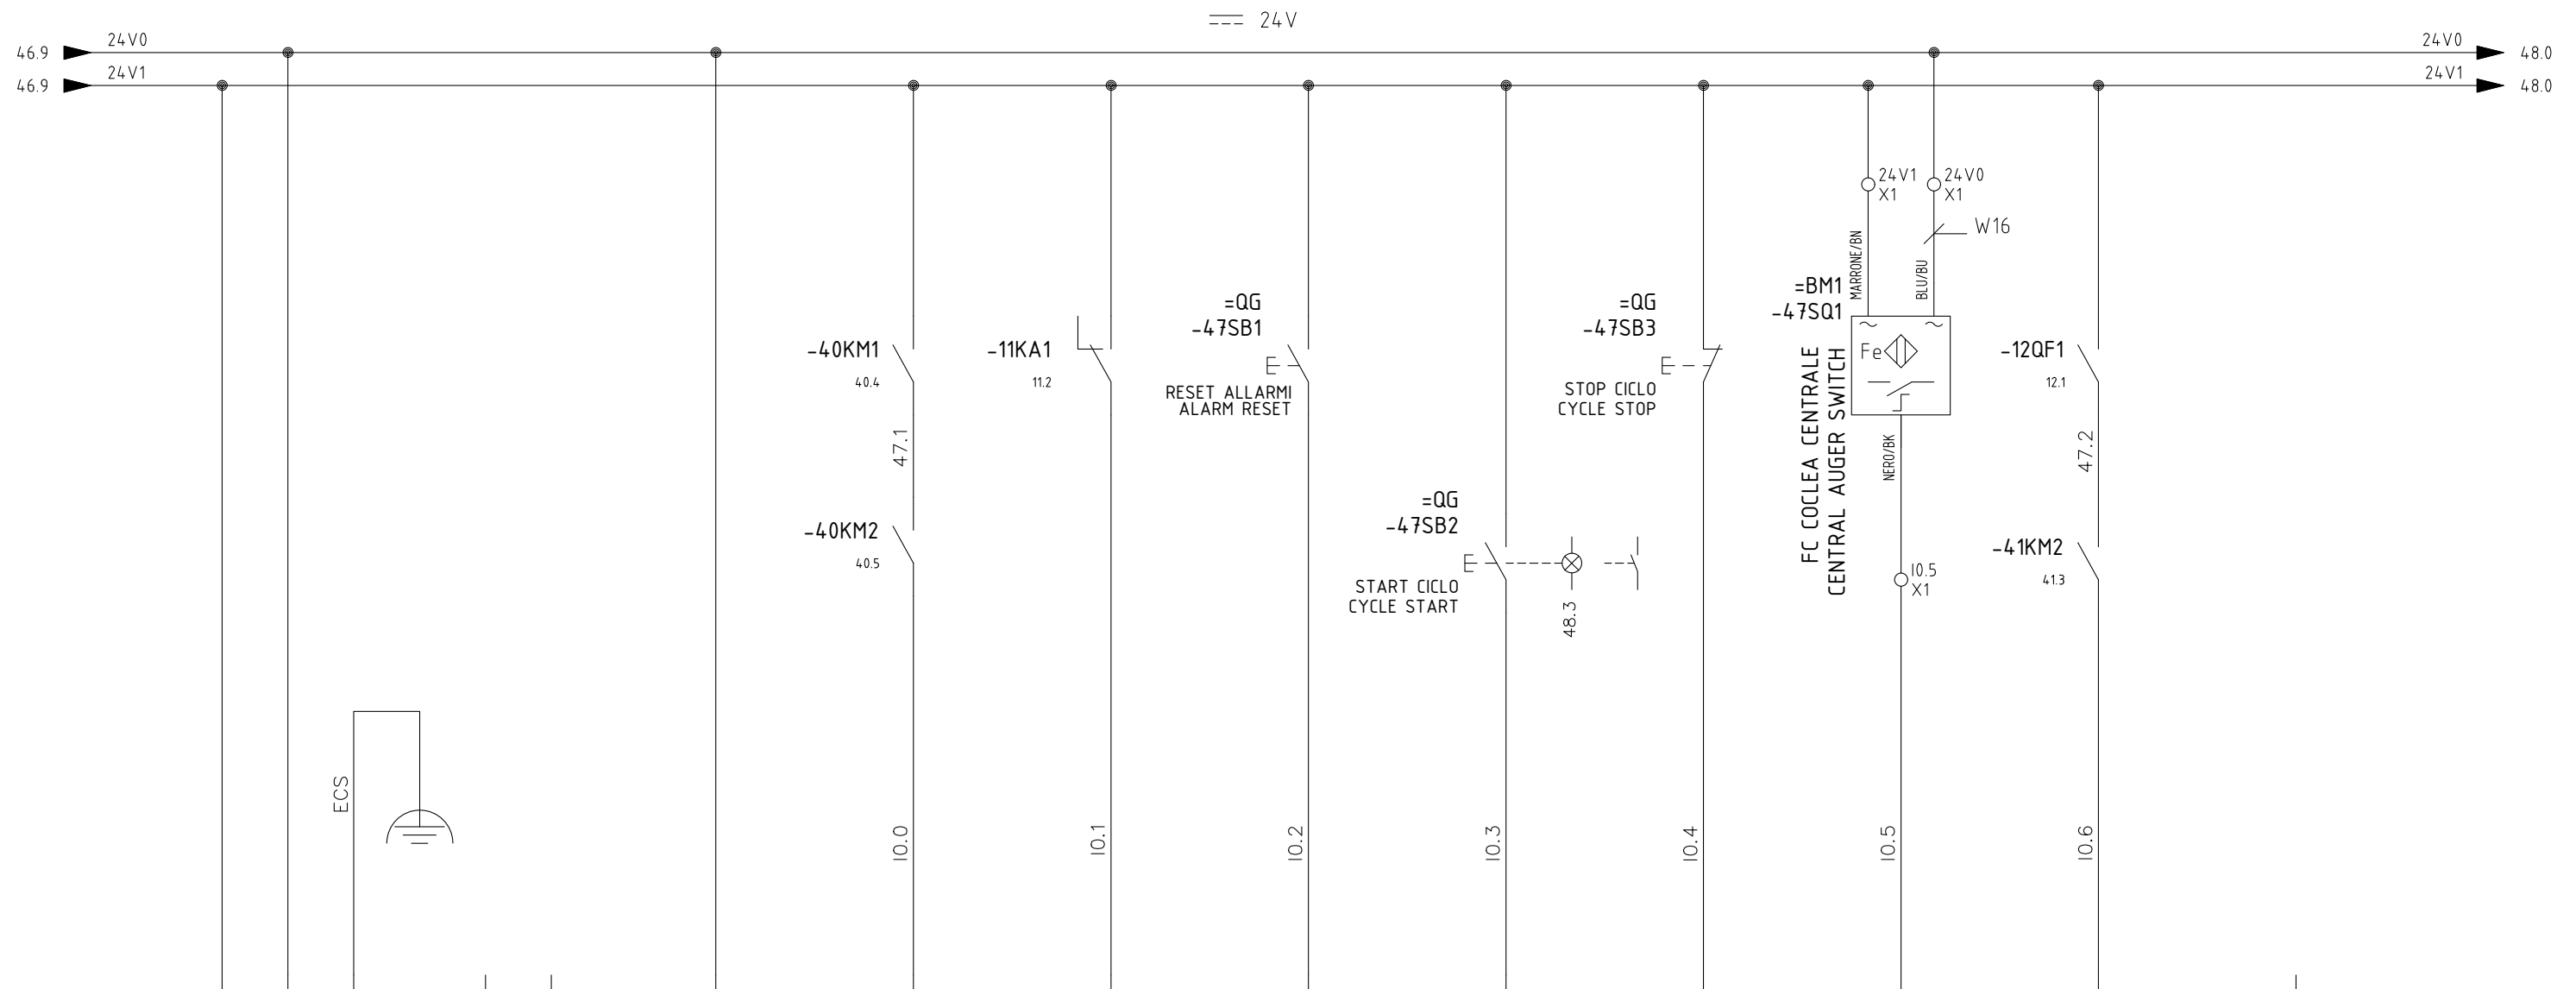 24V
46.9 24V0 24V0 48.0
46.9 24V1 24V1 48.0
24V1
X1
24V0
X1
W16
MARRONE/BN
BLU/BU
=BM1
-47SQ1
=QG
-47SB1
=QG
-47SB3
-40KM1
40.4
-11KA1
11.2
RESET ALLARMI
ALARM RESET
STOP CICLO
CYCLE STOP
Fe
FC COCLEA CENTRALE
CENTRAL AUGER SWITCH
-12QF1
12.1
47.1
NERO/BK
47.2
-40KM2
40.5
=QG
-47SB2
START CICLO
CYCLE START
48.3
I0.5
X1
-41KM2
41.3
ECS
I0.0
I0.1
I0.2
I0.3
I0.4
I0.5
I0.6